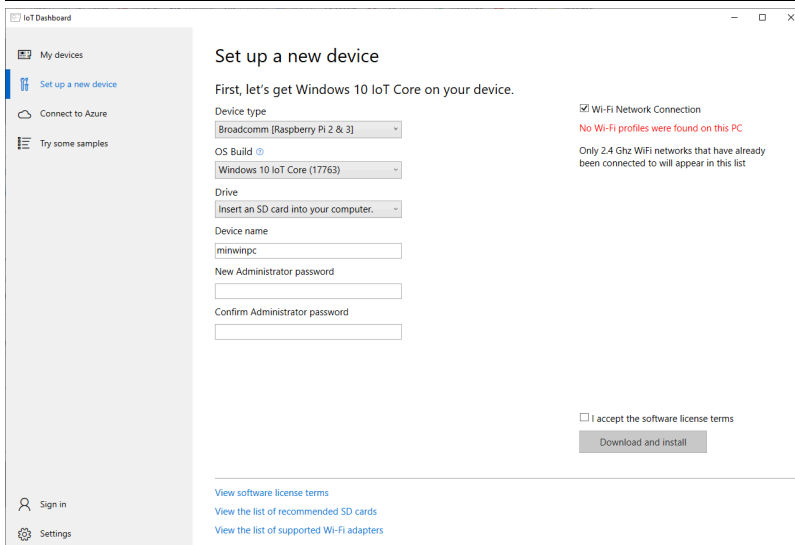 IoT Dashboard
My devices
Set up a new device
Connect to Azure
Try some samples
Sign in
Settings
Set up a new device
First, let's get Windows 10 IoT Core on your device.
Device type
Broadcomm [Raspberry Pi 2 & 3]
OS Build
Windows 10 IoT Core (17763)
Drive
Insert an SD card into your computer.
Device name
minwinpc
New Administrator password
Confirm Administrator password
Wi-Fi Network Connection
No Wi-Fi profiles were found on this PC
Only 2.4 Ghz WiFi networks that have already
been connected to will appear in this list
I accept the software license terms
Download and install
View software license terms
View the list of recommended SD cards
View the list of supported Wi-Fi adapters